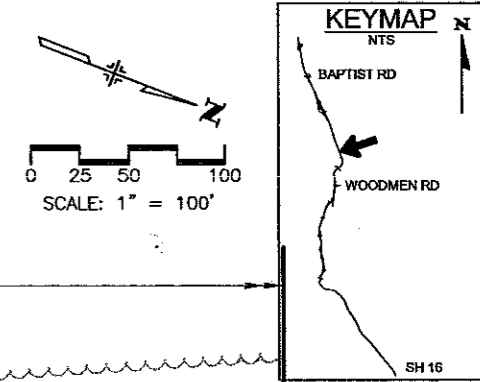 N
0 25 50 100
SCALE: 1" = 100'
KEYMAP
NTS
N
BAPTIST RD
WOODMEN RD
SH 16